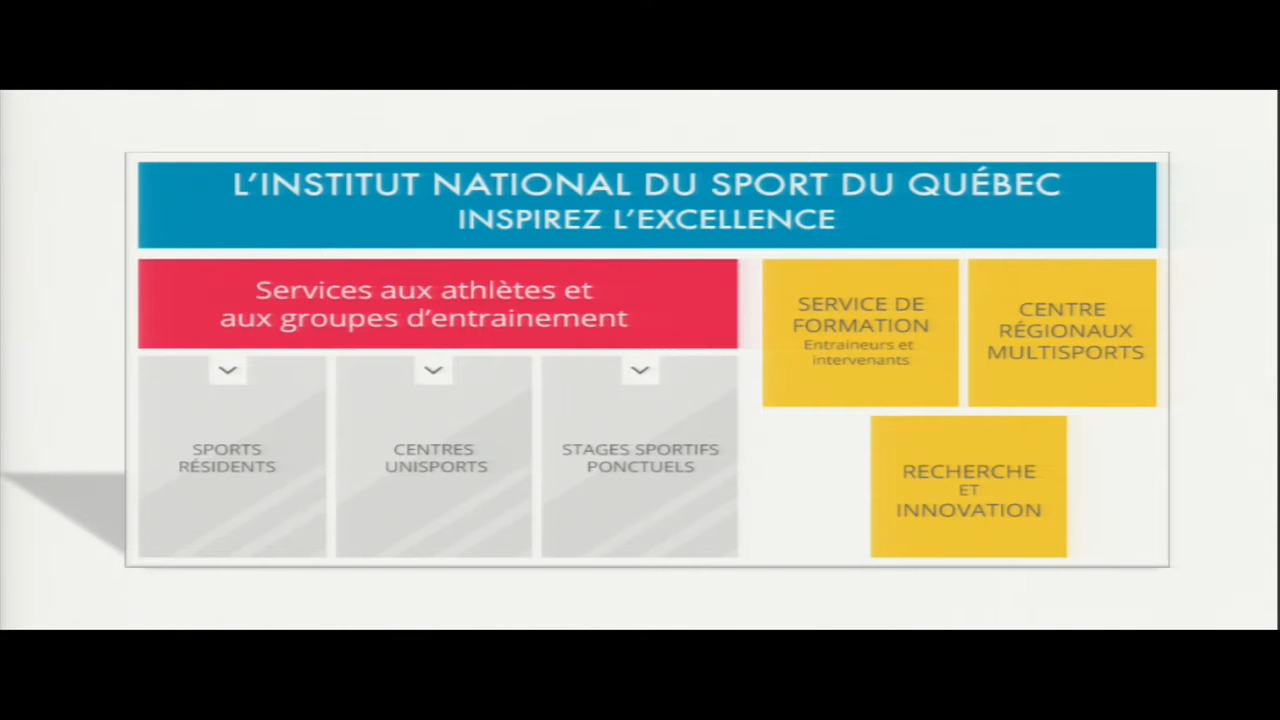 L'INSTITUT NATIONAL DU SPORT DU QUÉBEC
INSPIREZ L'EXCELLENCE
Services aux athlètes et
aux groupes d'entrainement
SPORTS
RÉSIDENTS
CENTRES
UNISPORTS
STAGES SPORTIFS
PONCTUELS
SERVICE DE
FORMATION
Entraineurs et
intervenants
CENTRE
RÉGIONAUX
MULTISPORTS
RECHERCHE
ET
INNOVATION